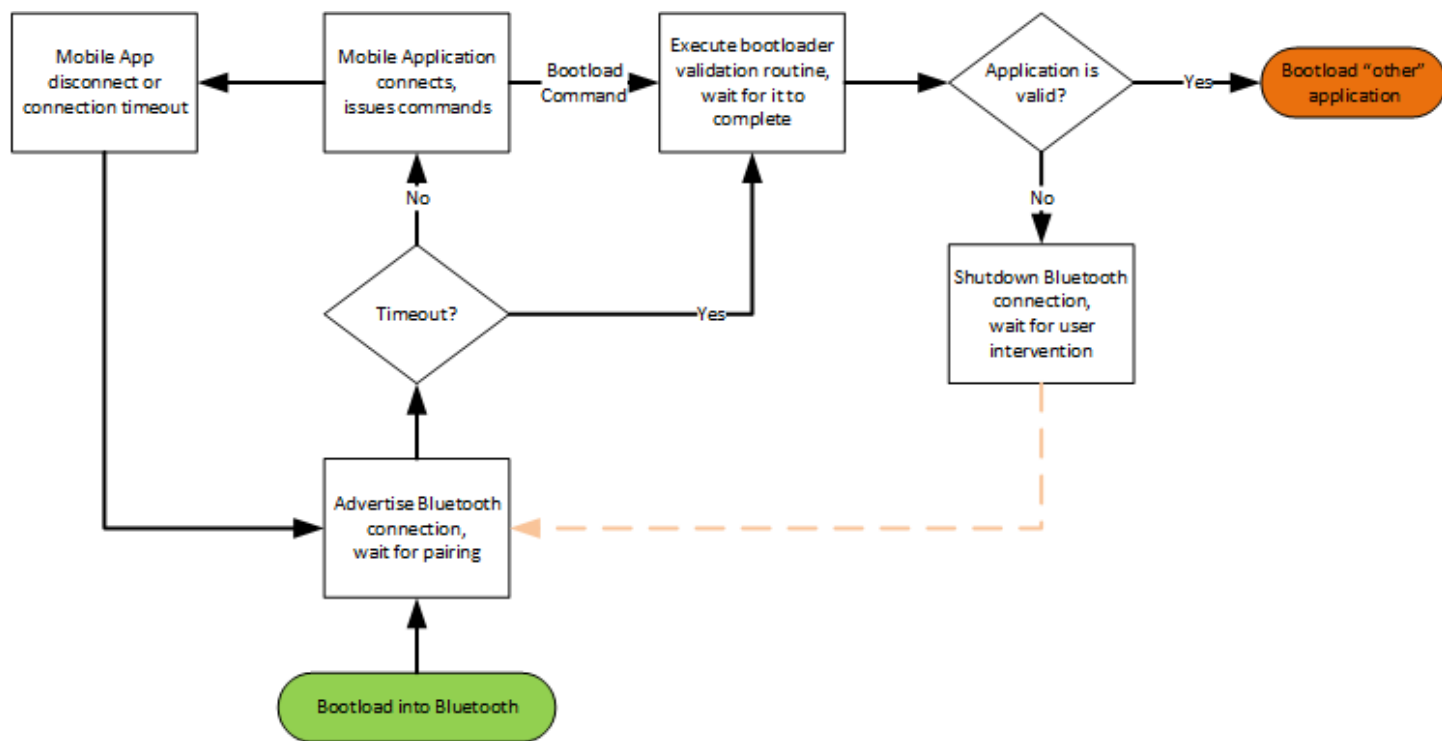 Mobile App
disconnect or
connection timeout
Mobile Application
connects,
issues commands
Bootload
Command
Execute bootloader
validation routine,
wait for it to
complete
Application is
valid?
Yes
Bootload “other”
application
No
No
Shutdown Bluetooth
connection,
wait for user
intervention
Timeout?
Yes
Advertise Bluetooth
connection,
wait for pairing
Bootload into Bluetooth